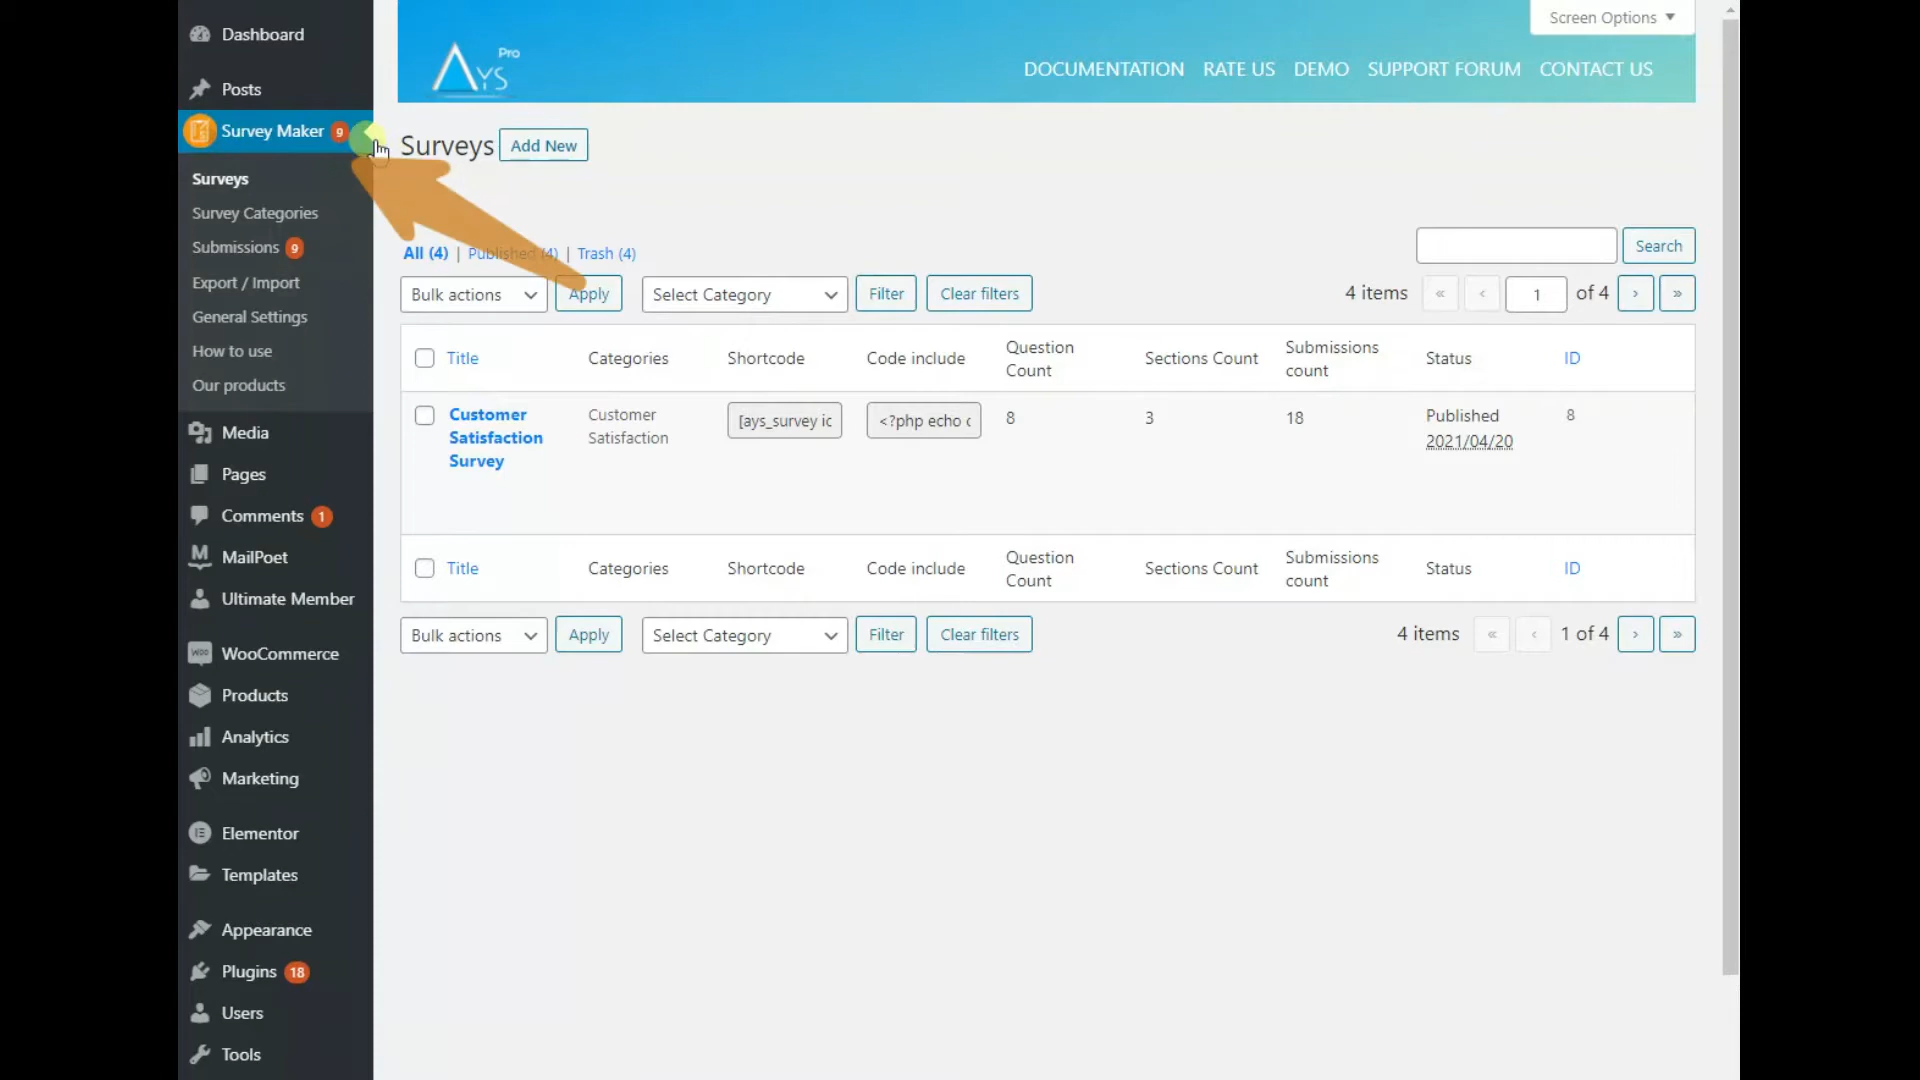 Dashboard
Posts
Survey Maker 9
Surveys
Survey Categories
Submissions 9
Export / Import
General Settings
How to use
Our products
Media
Pages
Comments 1
MailPoet
Ultimate Member
WooCommerce
Products
Analytics
Marketing
Elementor
Templates
Appearance
Plugins 18
Users
Tools
Screen Options
AYS Pro
DOCUMENTATION RATE US DEMO SUPPORT FORUM CONTACT US
Surveys Add New
All (4) | Published (4) | Trash (4)
Search
Bulk actions Apply Select Category Filter Clear filters 4 items « ‹ 1 of 4 › »
Title Categories Shortcode Code include Question Count Sections Count Submissions count Status ID
Customer Satisfaction Survey
Customer Satisfaction
[ays_survey ic
<?php echo c
8 3 18
Published
2021/04/20
8
Title Categories Shortcode Code include Question Count Sections Count Submissions count Status ID
Bulk actions Apply Select Category Filter Clear filters 4 items « ‹ 1 of 4 › »